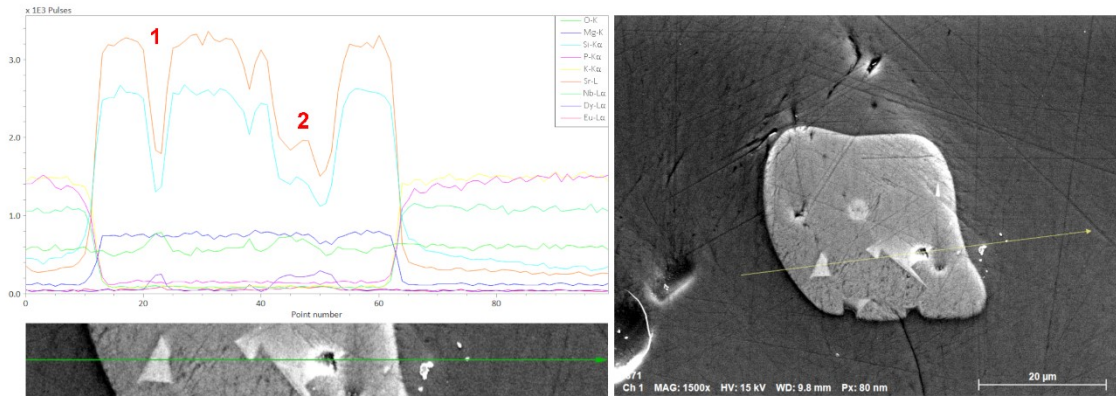 x 1E3 Pulses
O-K
Mg-K
Si-Kα
P-Kα
K-Kα
Sr-L
Nb-Lα
Dy-Lα
Eu-Lα
1
2
3.0
2.0
1.0
0.0
0 20 40 60 80
Point number
671
Ch 1 MAG: 1500x HV: 15 kV WD: 9.8 mm Px: 80 nm
20 µm